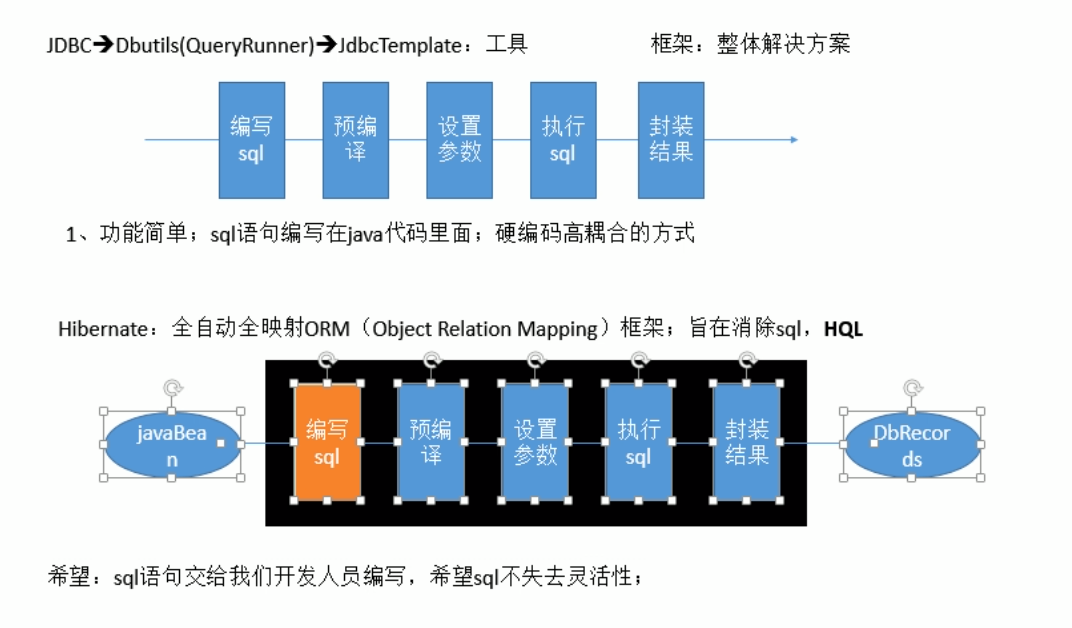 JDBC➔Dbutils(QueryRunner)➔JdbcTemplate：工具 框架：整体解决方案
编写
sql
预编
译
设置
参数
执行
sql
封装
结果
1、功能简单；sql语句编写在java代码里面；硬编码高耦合的方式
Hibernate：全自动全映射ORM（Object Relation Mapping）框架；旨在消除sql，HQL
javaBea
n
编写
sql
预编
译
设置
参数
执行
sql
封装
结果
DbRecor
ds
希望：sql语句交给我们开发人员编写，希望sql不失去灵活性；